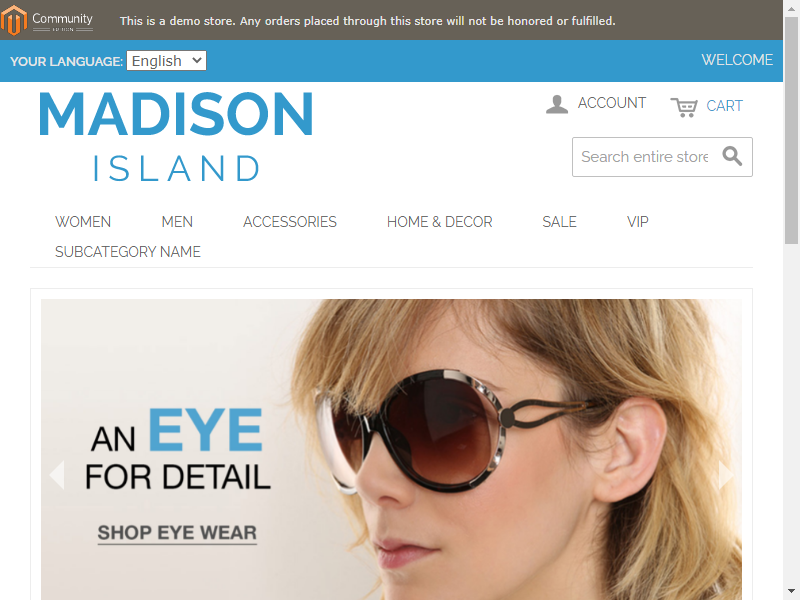 Community
EDITION
This is a demo store. Any orders placed through this store will not be honored or fulfilled.
YOUR LANGUAGE: English
WELCOME
MADISON
ISLAND
ACCOUNT
CART
Search entire store
WOMEN MEN ACCESSORIES HOME & DECOR SALE VIP
SUBCATEGORY NAME
AN EYE
FOR DETAIL
SHOP EYE WEAR